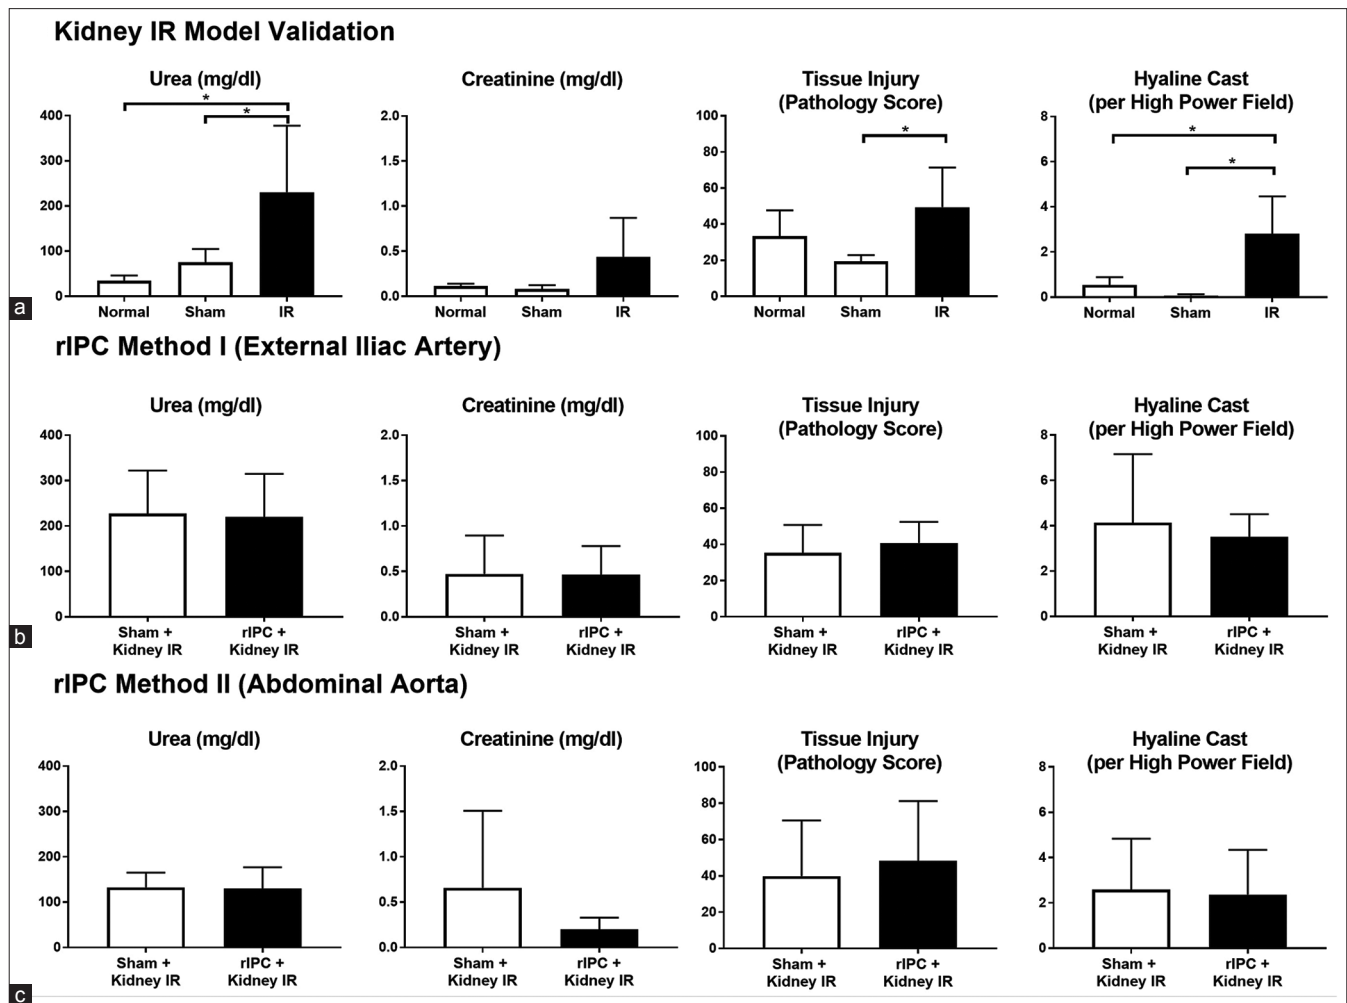 Kidney IR Model Validation
Urea (mg/dl)
Creatinine (mg/dl)
Tissue Injury
(Pathology Score)
Hyaline Cast
(per High Power Field)
400
300
200
100
0
*
*
Normal
Sham
IR
2.0
1.5
1.0
0.5
0.0
Normal
Sham
IR
100
80
60
40
20
0
*
Normal
Sham
IR
8
6
4
2
0
*
*
Normal
Sham
IR
a
rIPC Method I (External Iliac Artery)
Urea (mg/dl)
Creatinine (mg/dl)
Tissue Injury
(Pathology Score)
Hyaline Cast
(per High Power Field)
400
300
200
100
0
Sham +
Kidney IR
rIPC +
Kidney IR
2.0
1.5
1.0
0.5
0.0
Sham +
Kidney IR
rIPC +
Kidney IR
100
80
60
40
20
0
Sham +
Kidney IR
rIPC +
Kidney IR
8
6
4
2
0
Sham +
Kidney IR
rIPC +
Kidney IR
b
rIPC Method II (Abdominal Aorta)
Urea (mg/dl)
Creatinine (mg/dl)
Tissue Injury
(Pathology Score)
Hyaline Cast
(per High Power Field)
400
300
200
100
0
Sham +
Kidney IR
rIPC +
Kidney IR
2.0
1.5
1.0
0.5
0.0
Sham +
Kidney IR
rIPC +
Kidney IR
100
80
60
40
20
0
Sham +
Kidney IR
rIPC +
Kidney IR
8
6
4
2
0
Sham +
Kidney IR
rIPC +
Kidney IR
c